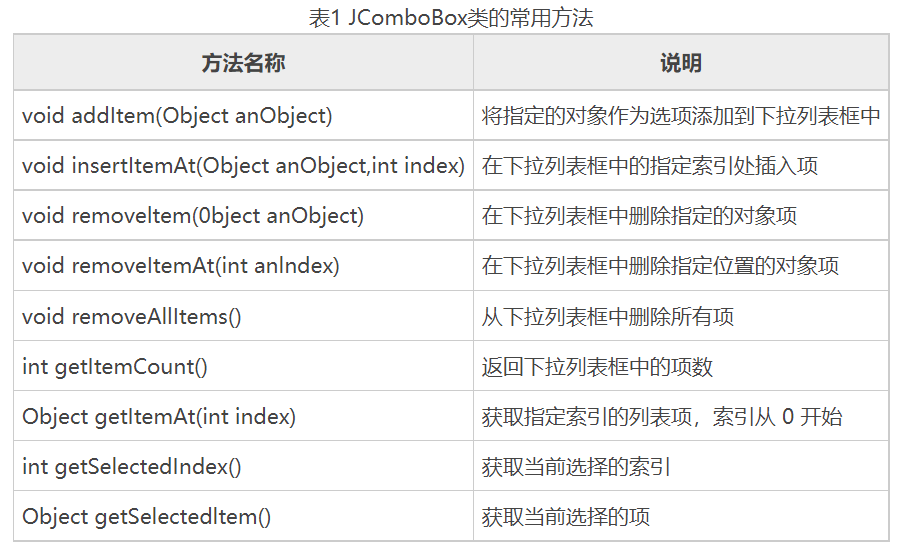 表1 JComboBox类的常用方法
方法名称 说明
void addItem(Object anObject) 将指定的对象作为选项添加到下拉列表框中
void insertItemAt(Object anObject,int index) 在下拉列表框中的指定索引处插入项
void removeltem(0bject anObject) 在下拉列表框中删除指定的对象项
void removeItemAt(int anIndex) 在下拉列表框中删除指定位置的对象项
void removeAllItems() 从下拉列表框中删除所有项
int getItemCount() 返回下拉列表框中的项数
Object getItemAt(int index) 获取指定索引的列表项，索引从 0 开始
int getSelectedIndex() 获取当前选择的索引
Object getSelectedItem() 获取当前选择的项